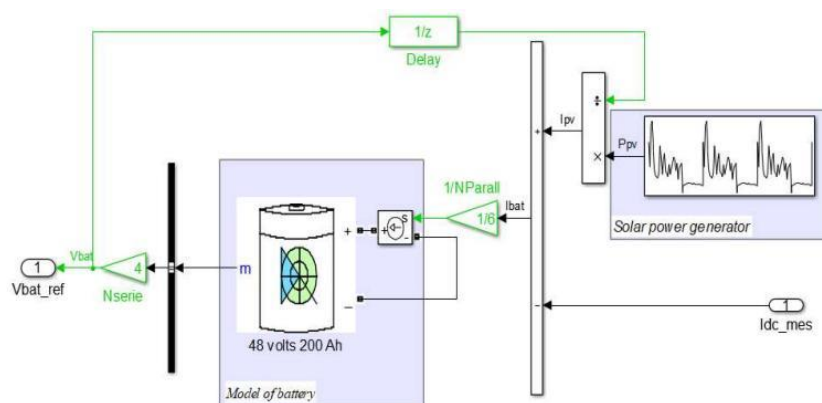 1/z
Delay
Ipv
÷
×
Ppv
Solar power generator
1/NParall
1/6
Ibat
+
-
s
+
-
+
_
m
48 volts 200 Ah
Model of battery
Vbat
4
Nserie
1
Vbat_ref
1
Idc_mes